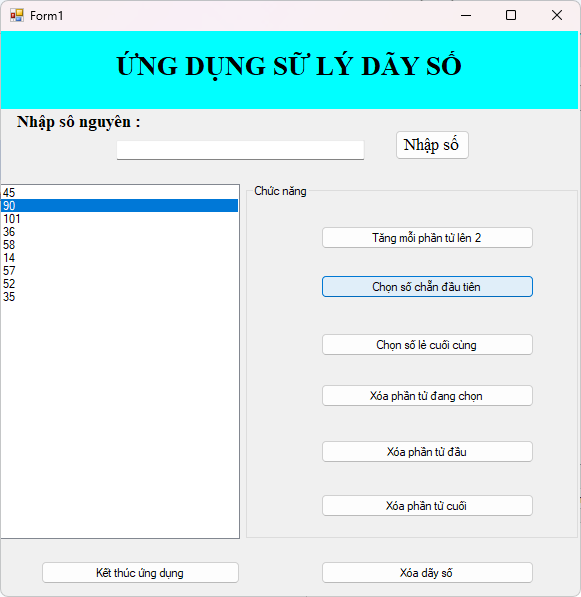 Form1
ỨNG DỤNG SỮ LÝ DÃY SỐ
Nhập sô nguyên :
Nhập số
45
90
101
36
58
14
57
52
35
Chức năng
Tăng mỗi phần tử lên 2
Chọn số chẵn đầu tiên
Chọn số lẻ cuối cùng
Xóa phần tử đang chọn
Xóa phần tử đầu
Xóa phần tử cuối
Kết thúc ứng dụng
Xóa dãy số